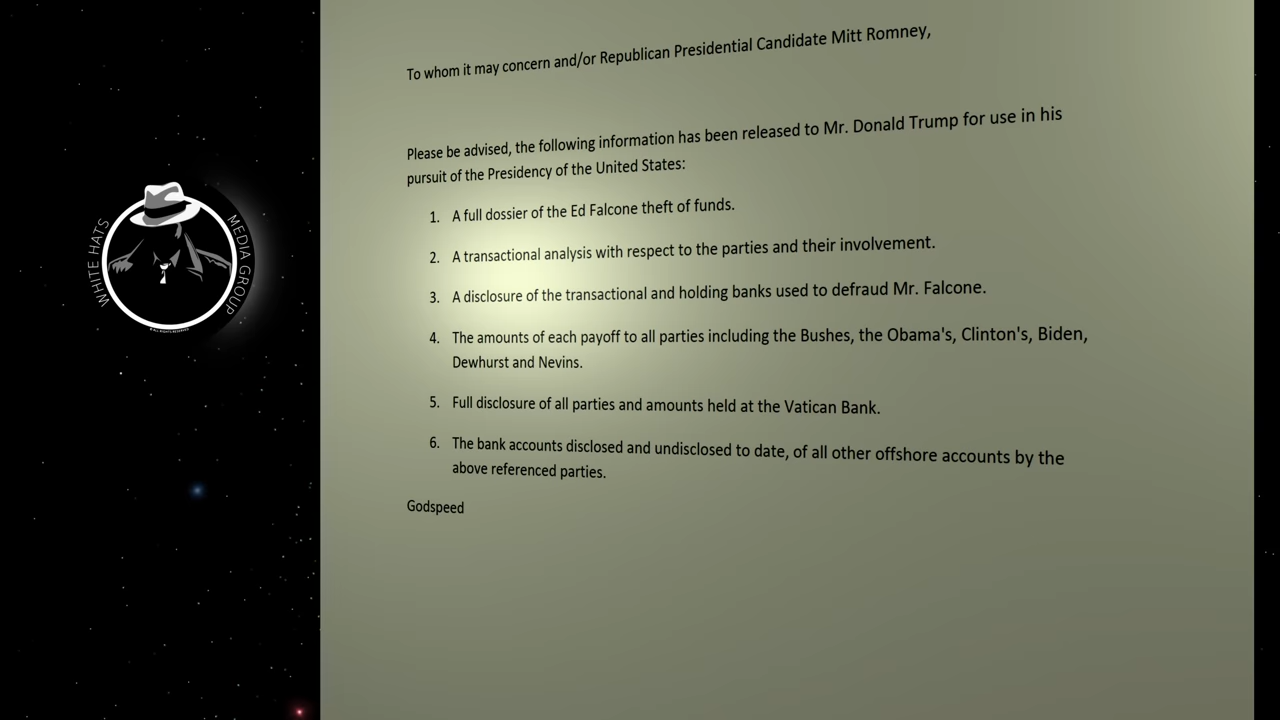 WHITE HATS
MEDIA GROUP
To whom it may concern and/or Republican Presidential Candidate Mitt Romney,
Please be advised, the following information has been released to Mr. Donald Trump for use in his
pursuit of the Presidency of the United States:
1. A full dossier of the Ed Falcone theft of funds.
2. A transactional analysis with respect to the parties and their involvement.
3. A disclosure of the transactional and holding banks used to defraud Mr. Falcone.
4. The amounts of each payoff to all parties including the Bushes, the Obama's, Clinton's, Biden,
Dewhurst and Nevins.
5. Full disclosure of all parties and amounts held at the Vatican Bank.
6. The bank accounts disclosed and undisclosed to date, of all other offshore accounts by the
above referenced parties.
Godspeed